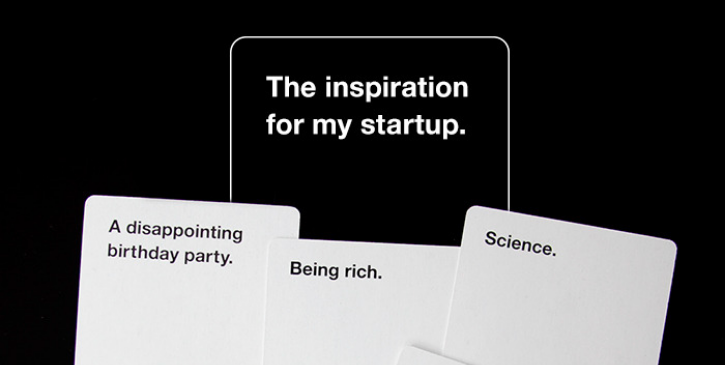 The inspiration
for my startup.
A disappointing
birthday party.
Being rich.
Science.